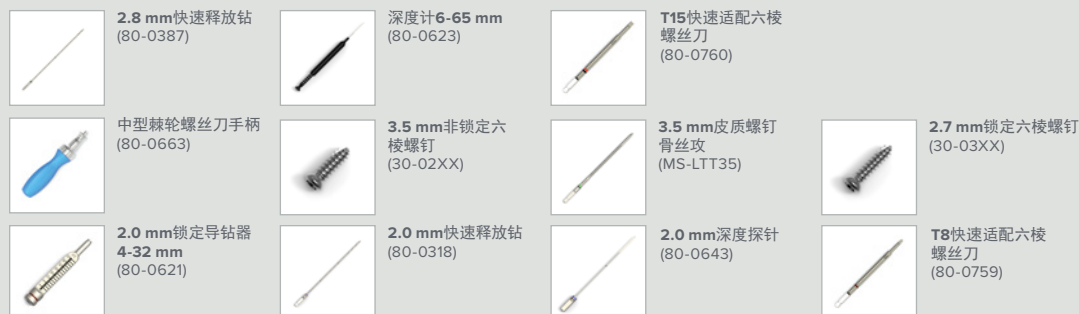 2.8 mm快速释放钻
(80-0387)
深度计6-65 mm
(80-0623)
T15快速适配六棱
螺丝刀
(80-0760)
中型棘轮螺丝刀手柄
(80-0663)
3.5 mm非锁定六
棱螺钉
(30-02XX)
3.5 mm皮质螺钉
骨丝攻
(MS-LTT35)
2.7 mm锁定六棱螺钉
(30-03XX)
2.0 mm锁定导钻器
4-32 mm
(80-0621)
2.0 mm快速释放钻
(80-0318)
2.0 mm深度探针
(80-0643)
T8快速适配六棱
螺丝刀
(80-0759)